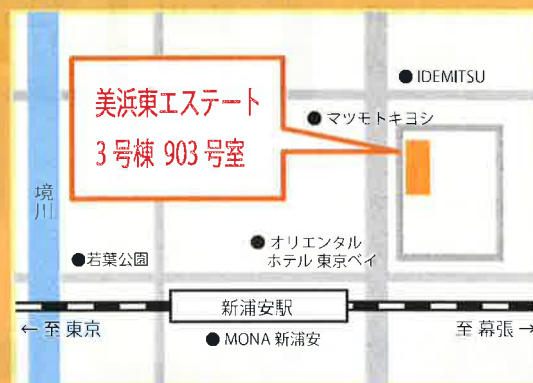 IDEMITSU
美浜東エステート
3号棟 903号室
マツモトキヨシ
境川
若葉公園
オリエンタル
ホテル 東京ベイ
新浦安駅
← 至 東京
MONA 新浦安
至 幕張 →